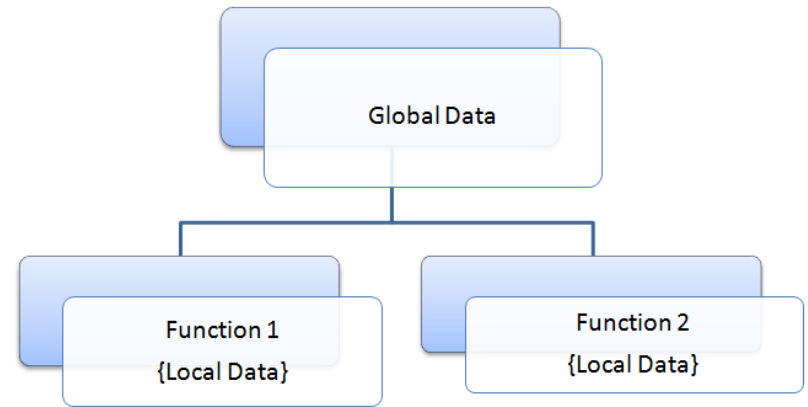 Global Data
Function 1
{Local Data}
Function 2
{Local Data}